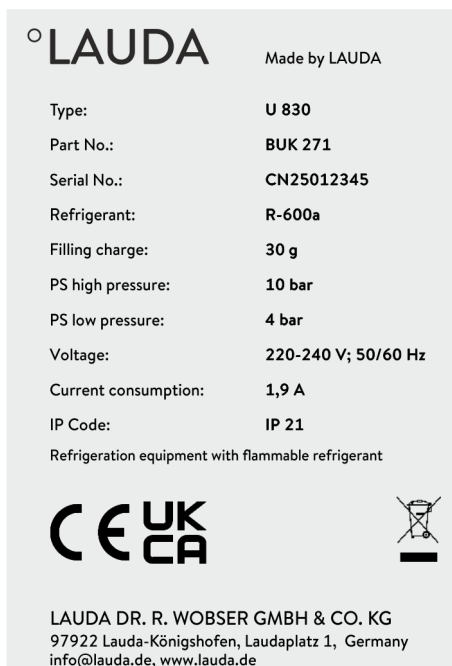 °LAUDA
Made by LAUDA
Type: U 830
Part No.: BUK 271
Serial No.: CN25012345
Refrigerant: R-600a
Filling charge: 30 g
PS high pressure: 10 bar
PS low pressure: 4 bar
Voltage: 220-240 V; 50/60 Hz
Current consumption: 1,9 A
IP Code: IP 21
Refrigeration equipment with flammable refrigerant
CE UK
CA
LAUDA DR. R. WOBSER GMBH & CO. KG
97922 Lauda-Königshofen, Laudaplatz 1, Germany
info@lauda.de, www.lauda.de